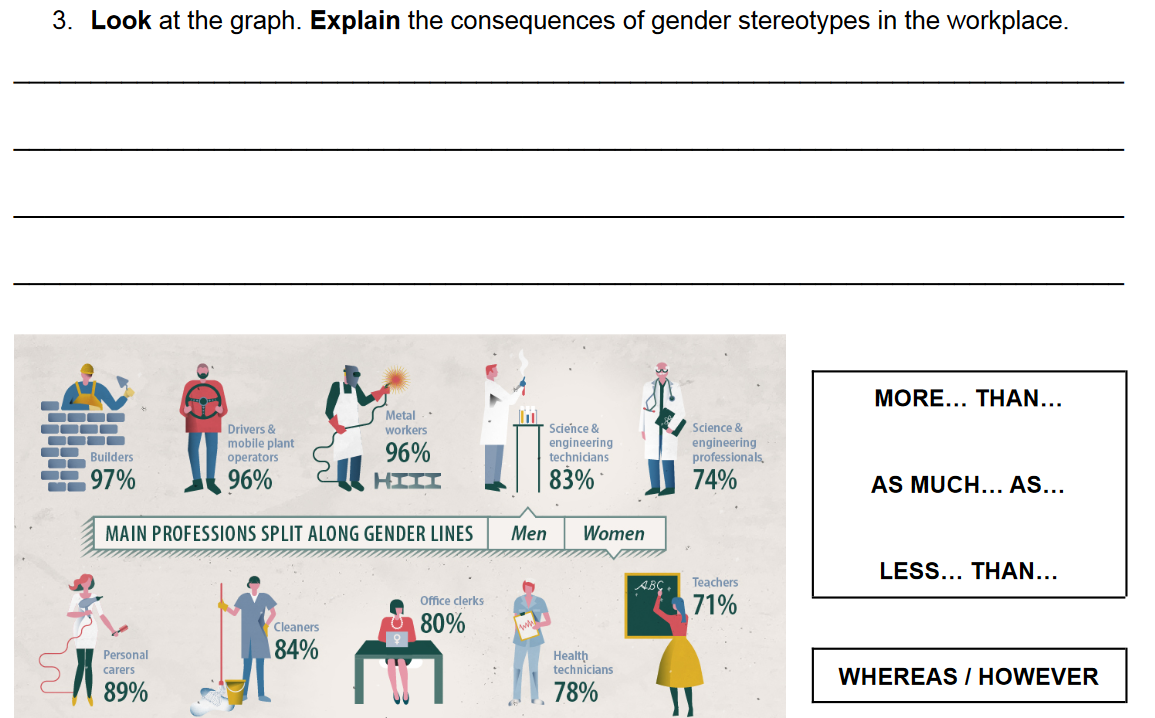 3. Look at the graph. Explain the consequences of gender stereotypes in the workplace.
Builders
97%
Drivers &
mobile plant
operators
96%
Metal
workers
96%
Science &
engineering
technicians
83%
Science &
engineering
professionals
74%
MAIN PROFESSIONS SPLIT ALONG GENDER LINES Men Women
Personal
carers
89%
Cleaners
84%
Office clerks
80%
Health
technicians
78%
ABC
Teachers
71%
MORE… THAN…
AS MUCH… AS…
LESS… THAN…
WHEREAS / HOWEVER